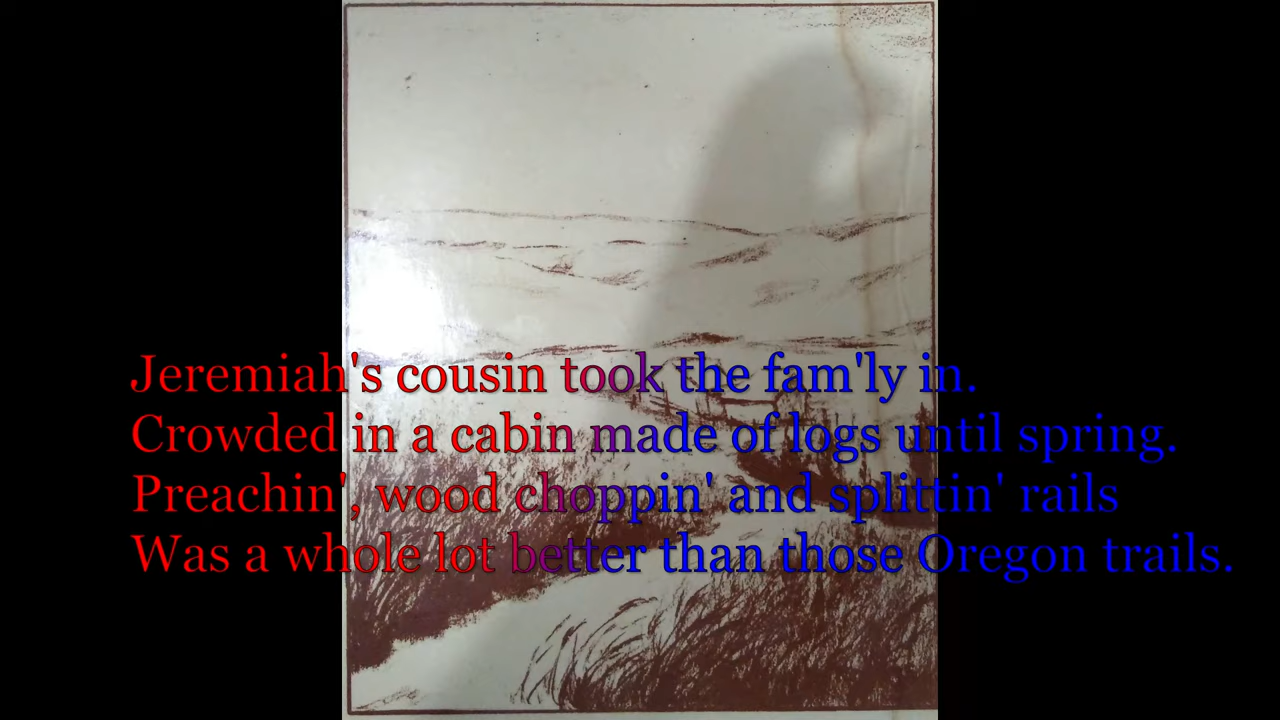 Jeremiah's cousin took the fam'ly in.
Crowded in a cabin made of logs until spring.
Preachin', wood choppin' and splittin' rails
Was a whole lot better than those Oregon trails.